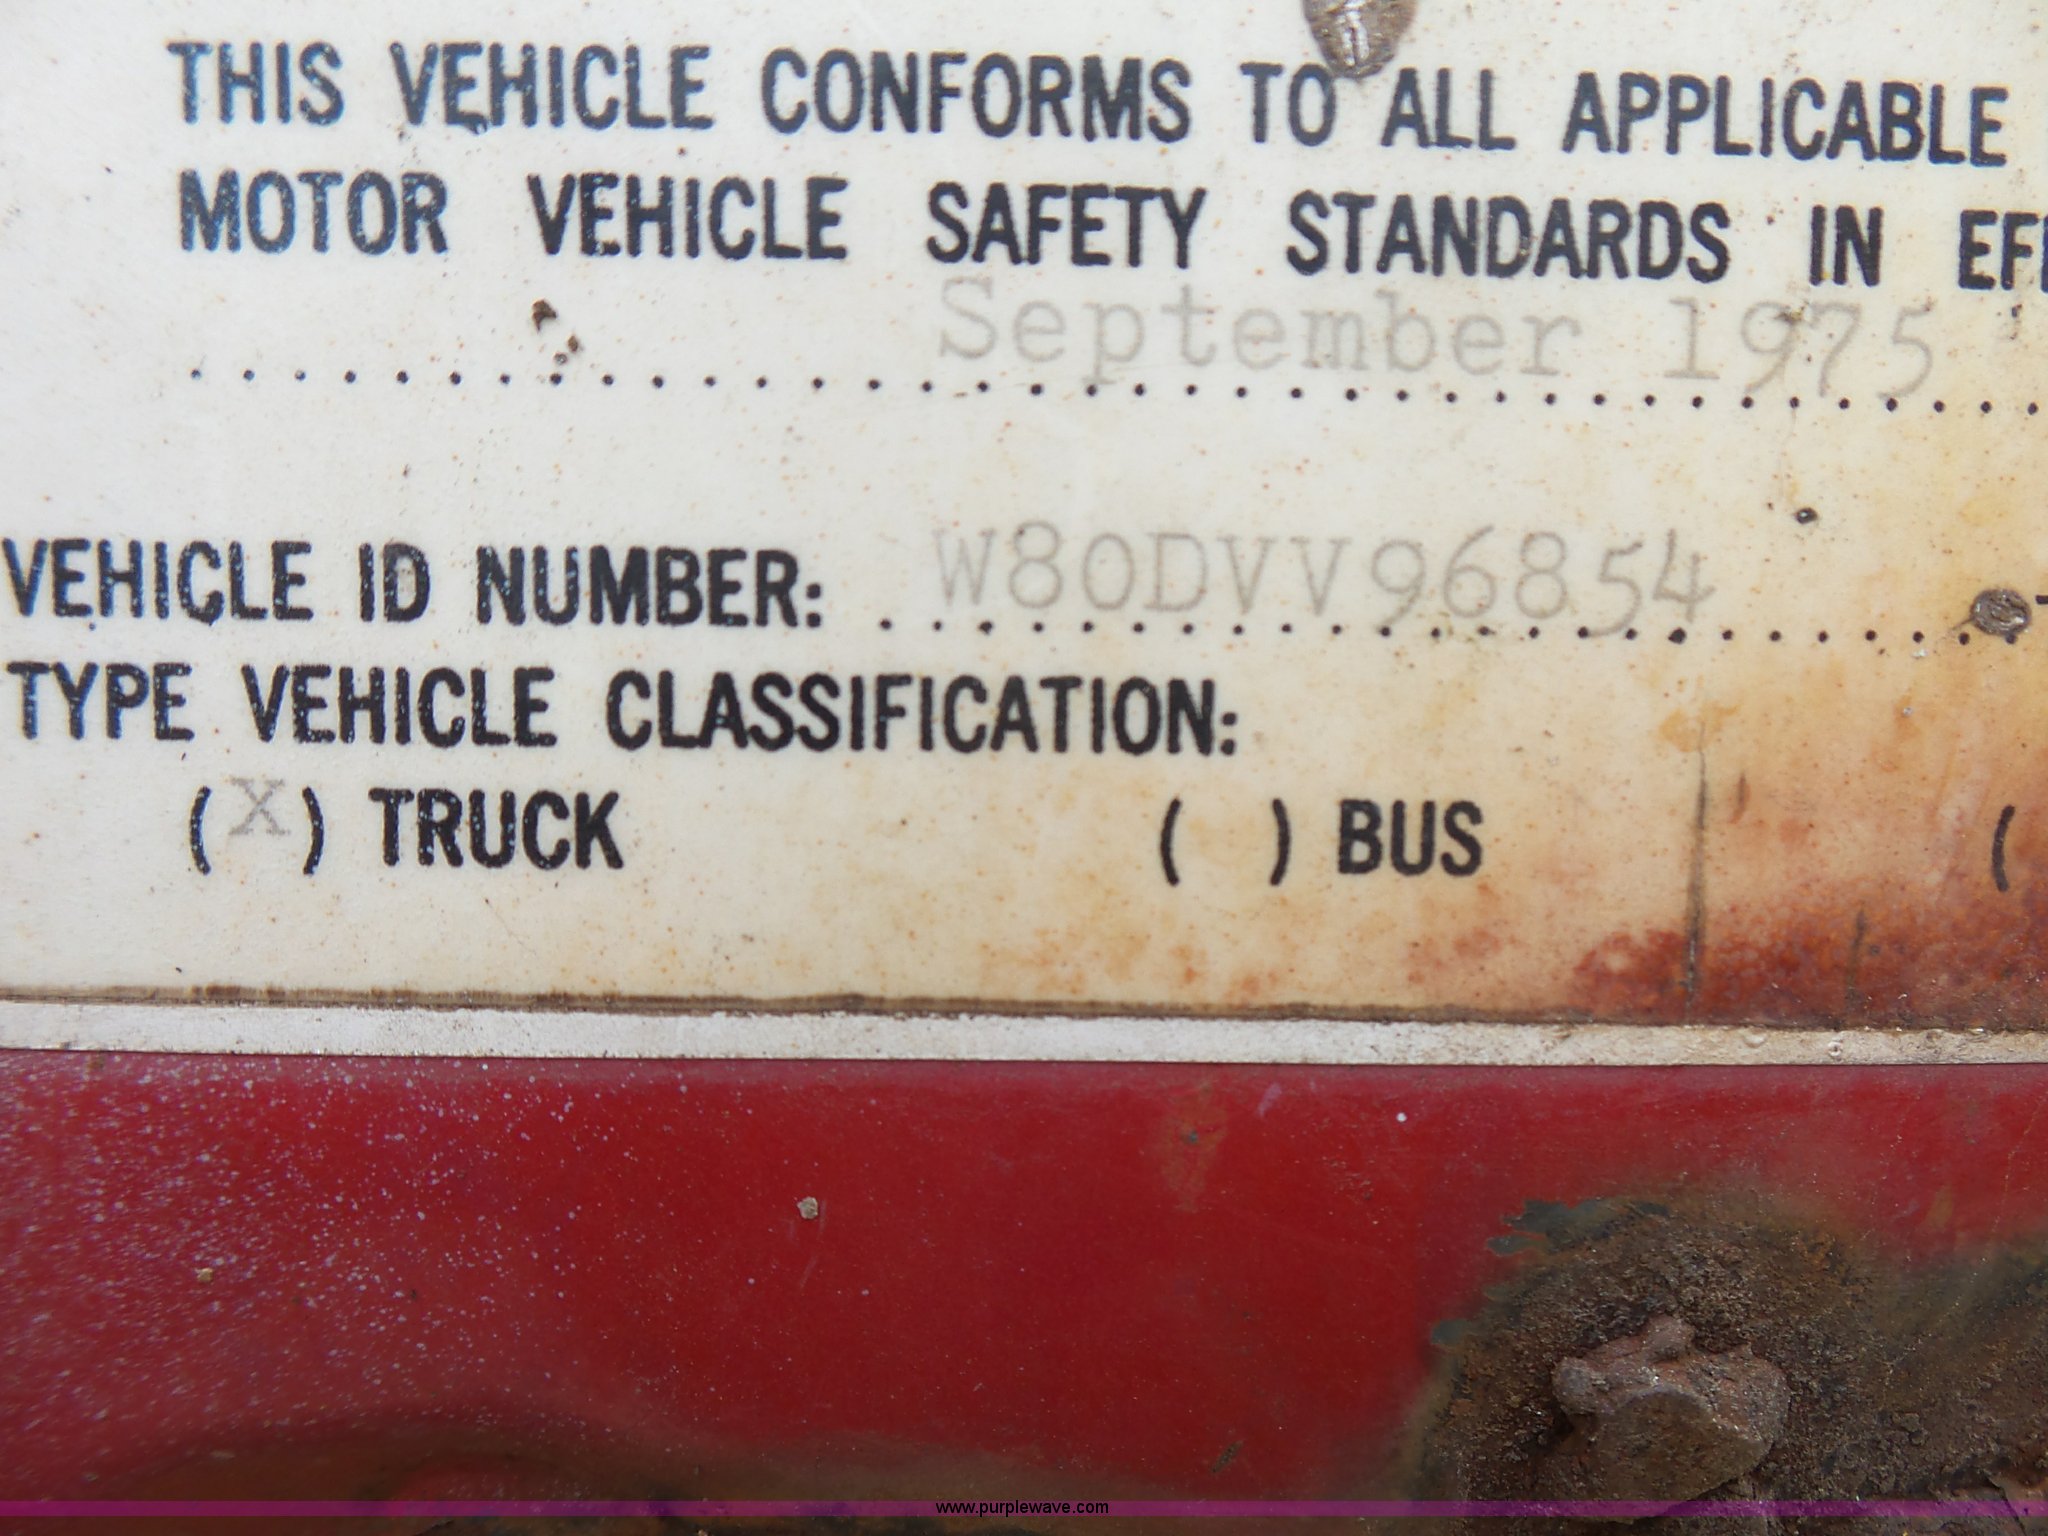 THIS VEHICLE CONFORMS TO ALL APPLICABLE
MOTOR VEHICLE SAFETY STANDARDS IN EFF
September 1975
VEHICLE ID NUMBER: W80DVV96854
TYPE VEHICLE CLASSIFICATION:
(X) TRUCK ( ) BUS (
www.purplewave.com